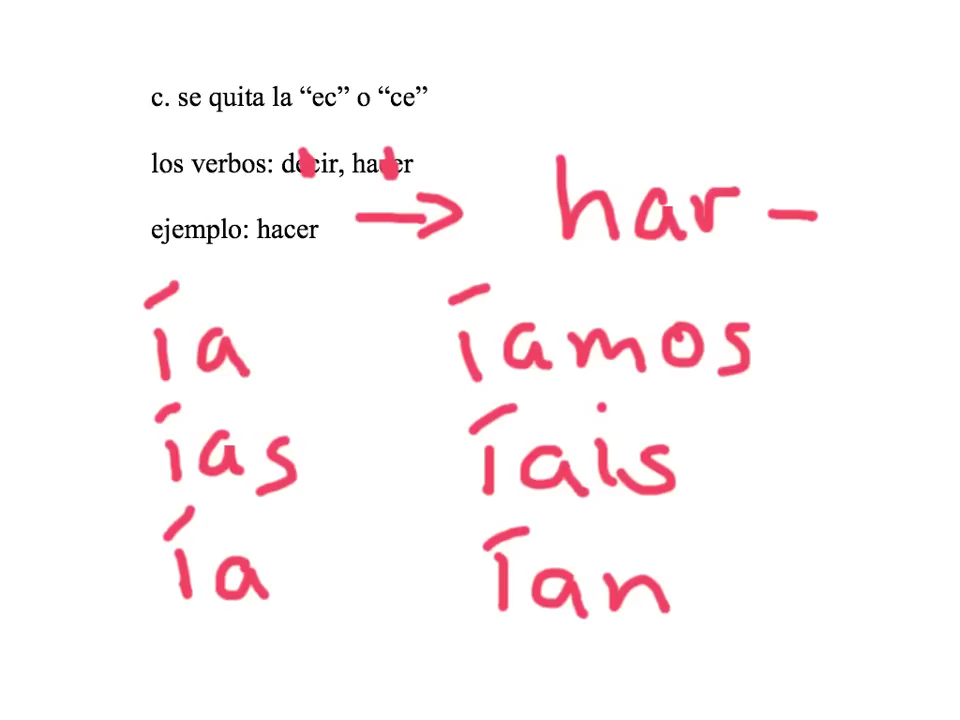 c. se quita la “ec” o “ce”
los verbos: decir, hacer
ejemplo: hacer → har –
ía íamos
ías íais
ía ían